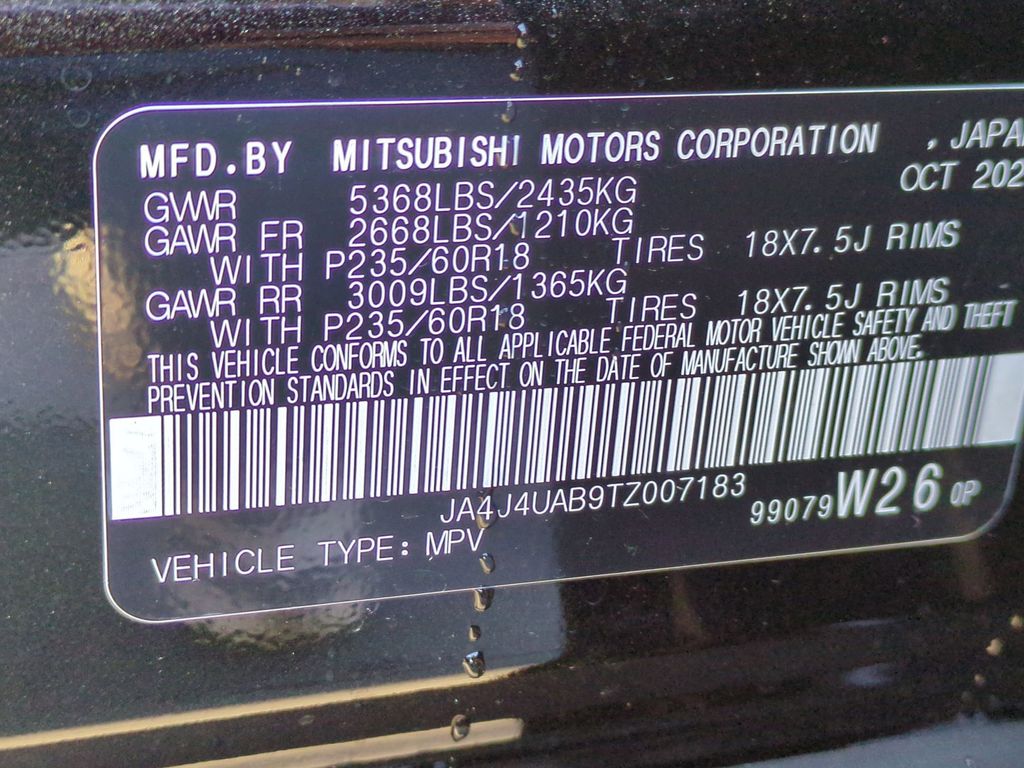 MFD.BY MITSUBISHI MOTORS CORPORATION , JAPA
OCT 202
GVWR 5368LBS/2435KG
GAWR FR 2668LBS/1210KG
WITH P235/60R18 TIRES 18X7.5J RIMS
GAWR RR 3009LBS/1365KG
WITH P235/60R18 TIRES 18X7.5J RIMS
THIS VEHICLE CONFORMS TO ALL APPLICABLE FEDERAL MOTOR VEHICLE SAFETY AND THEFT
PREVENTION STANDARDS IN EFFECT ON THE DATE OF MANUFACTURE SHOWN ABOVE.
JA4J4UAB9TZ007183
99079 W26 0P
VEHICLE TYPE: MPV